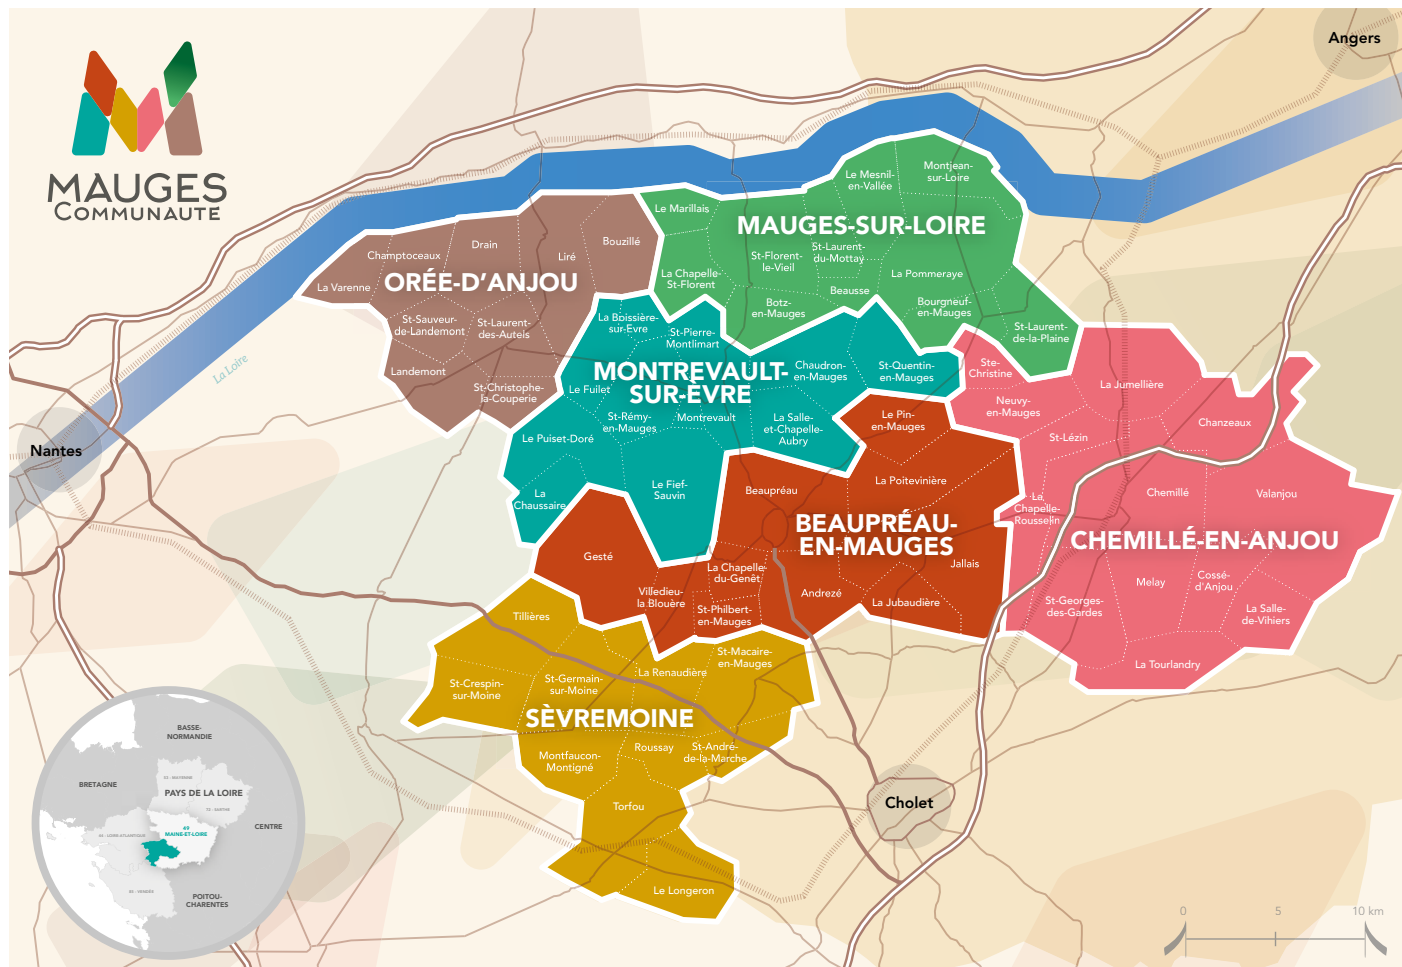 MAUGES
COMMUNAUTÉ
Angers
Nantes
Cholet
La Loire
ORÉE-D'ANJOU
Champtoceaux
Drain
Liré
Bouzillé
La Varenne
St-Sauveur-
de-Landemont
St-Laurent-
des-Autels
Landemont
St-Christophe-
la-Couperie
MAUGES-SUR-LOIRE
Le Marillais
Le Mesnil-
en-Vallée
Montjean-
sur-Loire
St-Florent-
le-Vieil
St-Laurent-
du-Mottay
La Chapelle-
St-Florent
Beausse
La Pommeraye
Botz-
en-Mauges
Bourgneuf-
en-Mauges
St-Laurent-
de-la-Plaine
MONTREVAULT-
SUR-ÈVRE
La Boissière-
sur-Èvre
St-Pierre-
Montlimart
Chaudron-
en-Mauges
St-Quentin-
en-Mauges
Le Fuilet
St-Rémy-
en-Mauges
Montrevault
La Salle-
et-Chapelle-
Aubry
Le Puiset-Doré
La
Chaussaire
Le Fief-
Sauvin
BEAUPRÉAU-
EN-MAUGES
Le Pin-
en-Mauges
La Poitevinière
Beaupréau
Jallais
Gesté
La Chapelle-
du-Genêt
Villedieu-
la Blouère
St-Philbert-
en-Mauges
Andrezé
La Jubaudière
CHEMILLÉ-EN-ANJOU
Ste-
Christine
Neuvy-
en-Mauges
La Jumellière
Chanzeaux
St-Lézin
La
Chapelle-
Rousselin
Chemillé
Valanjou
Melay
Cossé-
d'Anjou
St-Georges-
des-Gardes
La Salle-
de-Vihiers
La Tourlandry
SÈVREMOINE
Tillières
St-Crespin-
sur-Moine
St-Germain-
sur-Moine
La Renaudière
St-Macaire-
en-Mauges
Montfaucon-
Montigné
Roussay
St-André-
de-la-Marche
Torfou
Le Longeron
BASSE-
NORMANDIE
BRETAGNE
53 - MAYENNE
PAYS DE LA LOIRE
72 - SARTHE
44 - LOIRE-ATLANTIQUE
49
MAINE-ET-LOIRE
CENTRE
85 - VENDÉE
POITOU-
CHARENTES
0 5 10 km